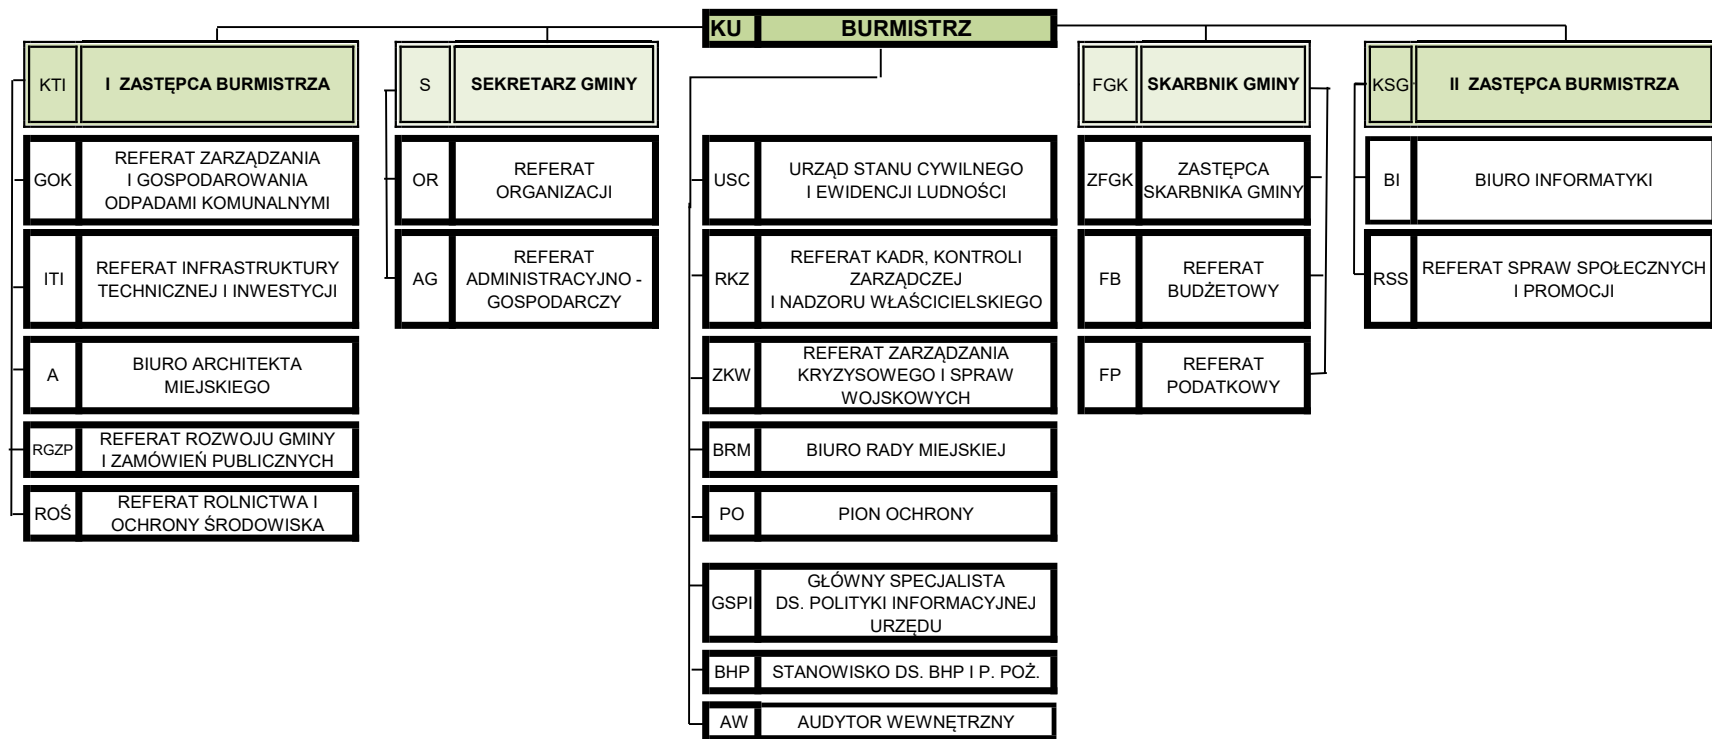 KU BURMISTRZ
KTI I ZASTĘPCA BURMISTRZA
GOK REFERAT ZARZĄDZANIA
I GOSPODAROWANIA
ODPADAMI KOMUNALNYMI
ITI REFERAT INFRASTRUKTURY
TECHNICZNEJ I INWESTYCJI
A BIURO ARCHITEKTA
MIEJSKIEGO
RGZP REFERAT ROZWOJU GMINY
I ZAMÓWIEŃ PUBLICZNYCH
ROŚ REFERAT ROLNICTWA I
OCHRONY ŚRODOWISKA
S SEKRETARZ GMINY
OR REFERAT
ORGANIZACJI
AG REFERAT
ADMINISTRACYJNO -
GOSPODARCZY
USC URZĄD STANU CYWILNEGO
I EWIDENCJI LUDNOŚCI
RKZ REFERAT KADR, KONTROLI
ZARZĄDCZEJ
I NADZORU WŁAŚCICIELSKIEGO
ZKW REFERAT ZARZĄDZANIA
KRYZYSOWEGO I SPRAW
WOJSKOWYCH
BRM BIURO RADY MIEJSKIEJ
PO PION OCHRONY
GSPI GŁÓWNY SPECJALISTA
DS. POLITYKI INFORMACYJNEJ
URZĘDU
BHP STANOWISKO DS. BHP I P. POŻ.
AW AUDYTOR WEWNĘTRZNY
FGK SKARBNIK GMINY
ZFGK ZASTĘPCA
SKARBNIKA GMINY
FB REFERAT
BUDŻETOWY
FP REFERAT
PODATKOWY
KSG II ZASTĘPCA BURMISTRZA
BI BIURO INFORMATYKI
RSS REFERAT SPRAW SPOŁECZNYCH
I PROMOCJI